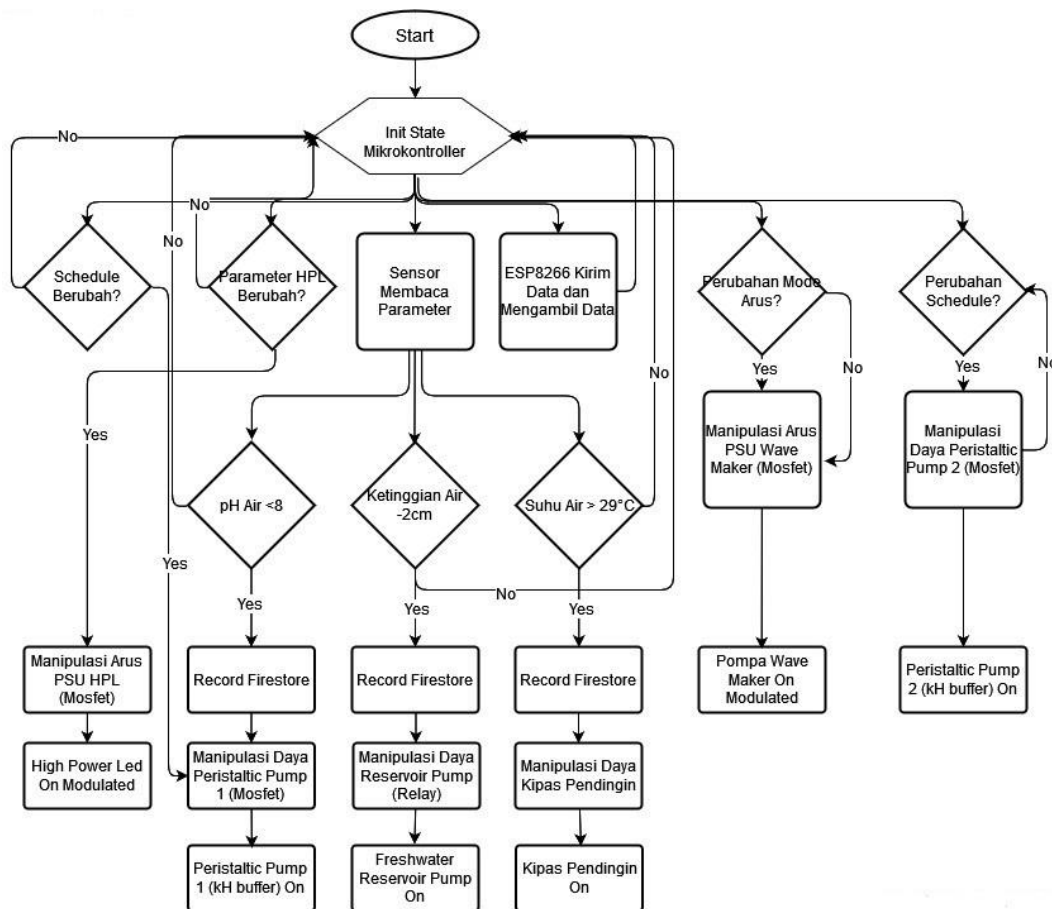 Start
Init State
Mikrokontroller
No
No
No
Schedule
Berubah?
Parameter HPL
Berubah?
Sensor
Membaca
Parameter
ESP8266 Kirim
Data dan
Mengambil Data
Perubahan Mode
Arus?
Perubahan
Schedule?
No
No
No
Yes
Yes
Yes
Manipulasi Arus
PSU Wave
Maker (Mosfet)
Manipulasi
Daya Peristaltic
Pump 2 (Mosfet)
pH Air <8
Ketinggian Air
-2cm
Suhu Air > 29°C
Yes
Yes
Yes
Yes
No
Manipulasi Arus
PSU HPL
(Mosfet)
Record Firestore
Record Firestore
Record Firestore
Pompa Wave
Maker On
Modulated
Peristaltic Pump
2 (kH buffer) On
High Power Led
On Modulated
Manipulasi Daya
Peristaltic Pump
1 (Mosfet)
Manipulasi Daya
Reservoir Pump
(Relay)
Manipulasi Daya
Kipas Pendingin
Peristaltic Pump
1 (kH buffer) On
Freshwater
Reservoir Pump
On
Kipas Pendingin
On